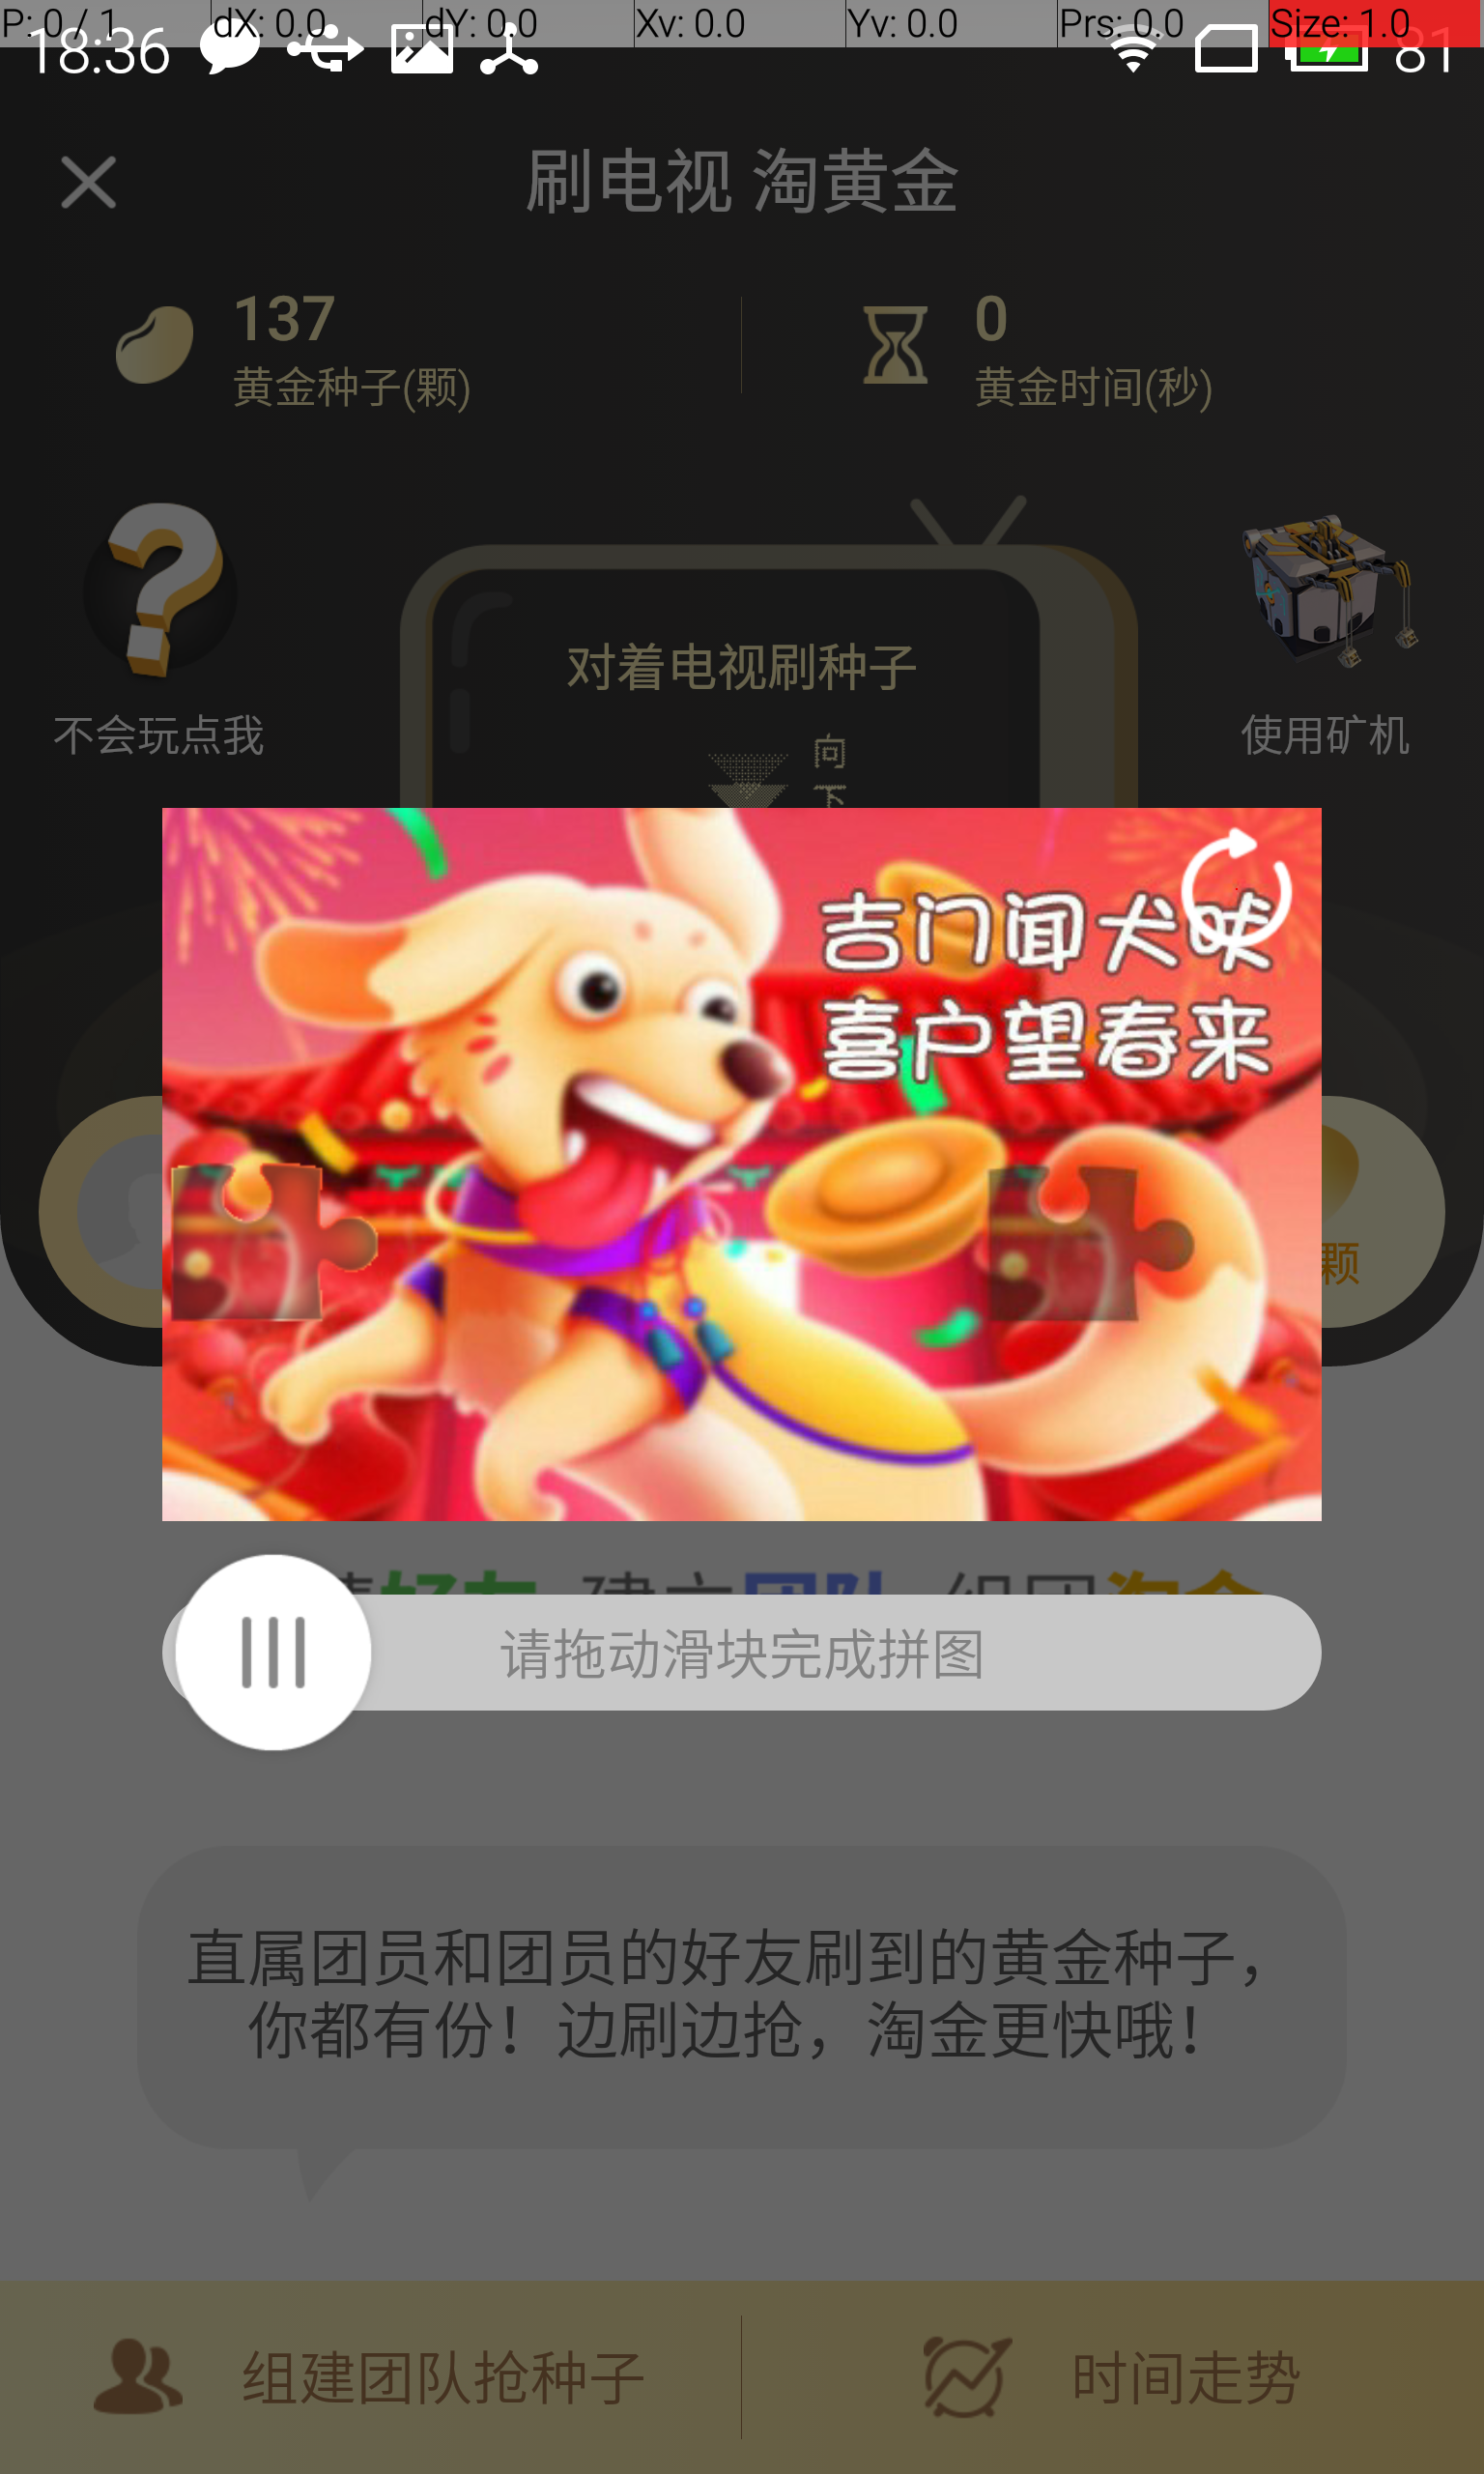 P: 0 / 1 dX: 0.0 dY: 0.0 Xv: 0.0 Yv: 0.0 Prs: 0.0 Size: 1.0
18:36 81
刷电视 淘黄金
137 0
黄金种子(颗) 黄金时间(秒)
对着电视刷种子
不会玩点我 使用矿机
向
下
吉门闻犬吠
喜户望春来
颗
请拖动滑块完成拼图
直属团员和团员的好友刷到的黄金种子，
你都有份！边刷边抢，淘金更快哦！
组建团队抢种子 时间走势